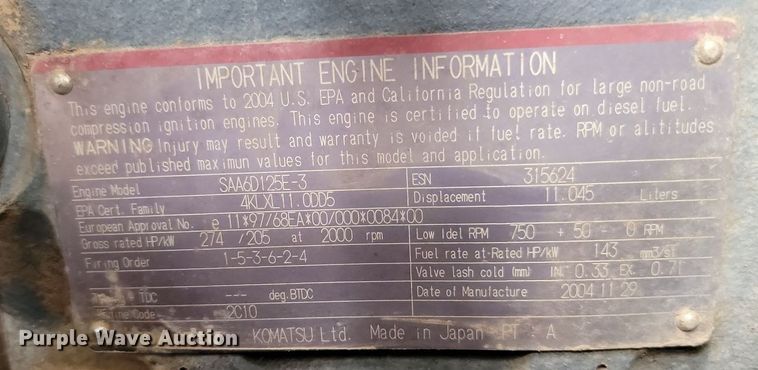 IMPORTANT ENGINE INFORMATION
This engine conforms to 2004 U.S. EPA and California Regulation for large non-road
compression ignition engines. This engine is certified to operate on diesel fuel.
WARNING Injury may result and warranty is voided if fuel rate. RPM or alititudes
exceed published maximun values for this model and application.
Engine Model SAA6D125E-3 ESN 315624
EPA Cert. Family 4KLXL11.0DD5 Displacement 11.045 Liters
European Approval No. e 11*97/68EA*00/000*0084*00
Gross rated HP/kW 274 /205 at 2000 rpm Low Idel RPM 750 + 50 - 0 RPM
Firing Order 1-5-3-6-2-4 Fuel rate at Rated HP/kW 143 mm3/ST
Valve lash cold (mm) IN. 0.33 EX. 0.71
TDC --- deg.BTDC Date of Manufacture 2004.11.29
Engine Code 2C10
KOMATSU Ltd. Made in Japan PT A
Purple Wave Auction